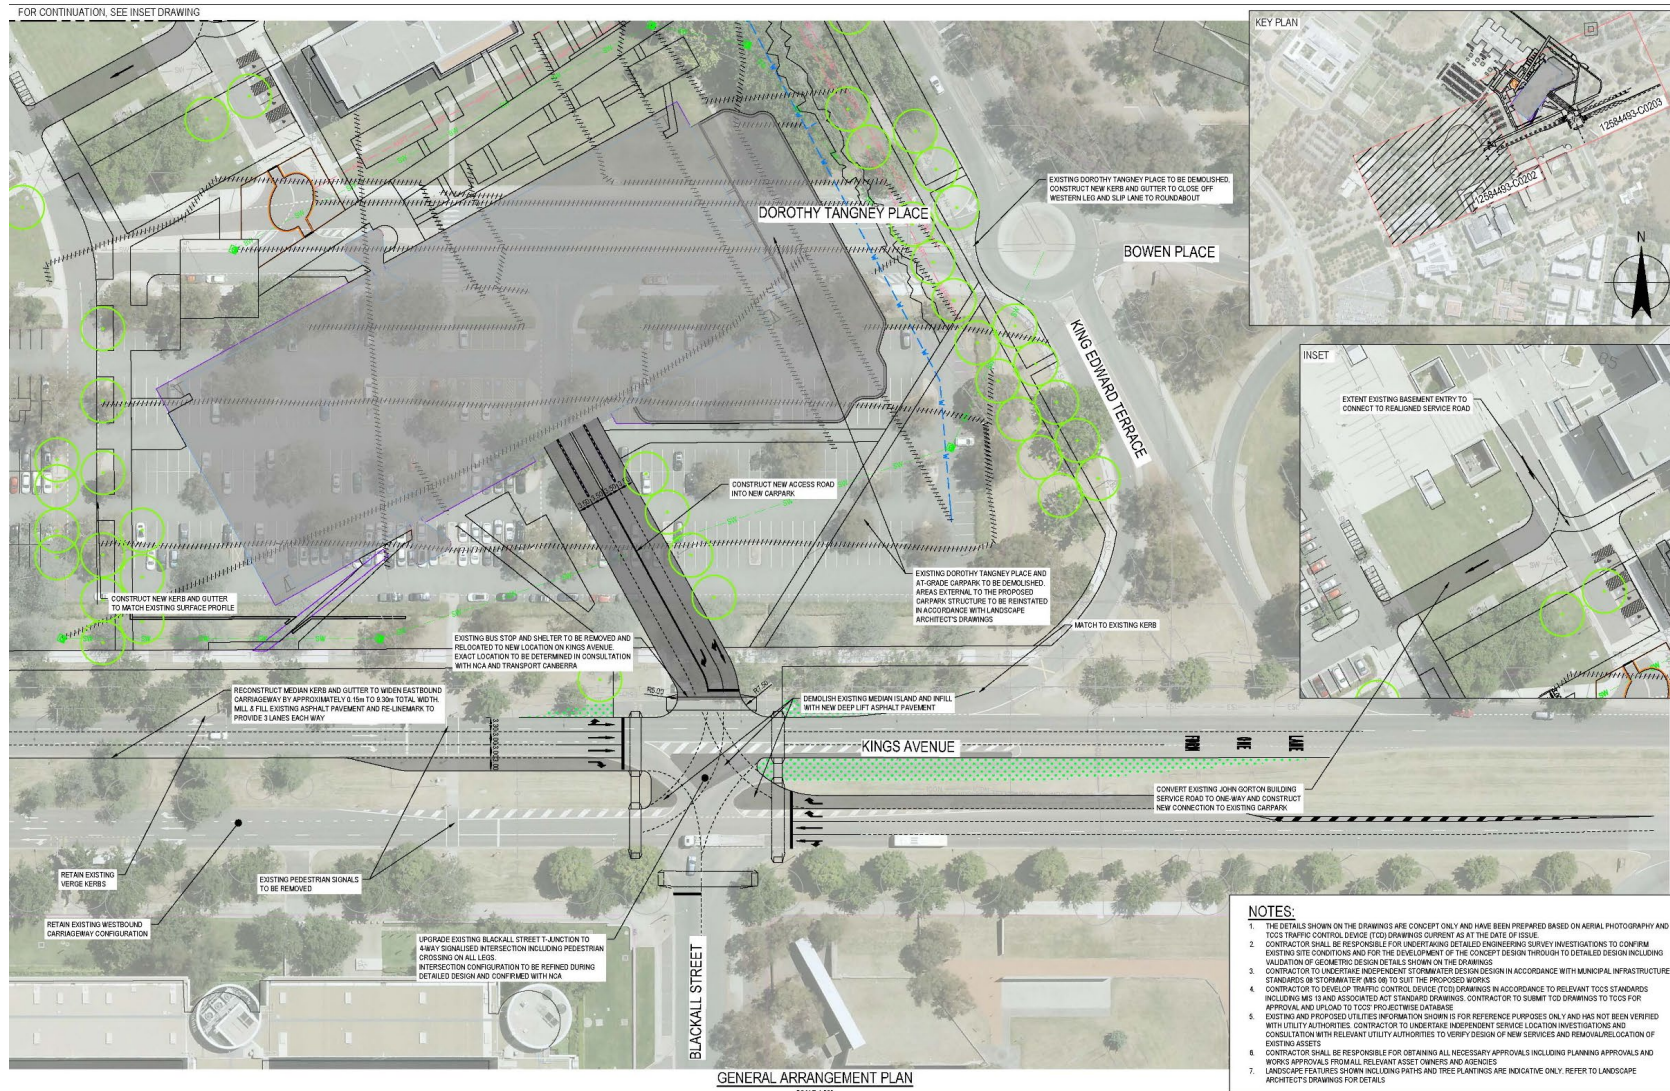 FOR CONTINUATION, SEE INSET DRAWING
KEY PLAN
12584493-C0203
12584493-C0202
N
DOROTHY TANGNEY PLACE
EXISTING DOROTHY TANGNEY PLACE TO BE DEMOLISHED.
CONSTRUCT NEW KERB AND GUTTER TO CLOSE OFF
WESTERN LEG AND SLIP LANE TO ROUNDABOUT
BOWEN PLACE
KING EDWARD TERRACE
INSET
EXTENT EXISTING BASEMENT ENTRY TO
CONNECT TO REALIGNED SERVICE ROAD
CONSTRUCT NEW ACCESS ROAD
INTO NEW CARPARK
EXISTING DOROTHY TANGNEY PLACE AND
AT-GRADE CARPARK TO BE DEMOLISHED.
AREAS EXTERNAL TO THE PROPOSED
CARPARK STRUCTURE TO BE REINSTATED
IN ACCORDANCE WITH LANDSCAPE
ARCHITECT'S DRAWINGS
CONSTRUCT NEW KERB AND GUTTER
TO MATCH EXISTING SURFACE PROFILE
MATCH TO EXISTING KERB
EXISTING BUS STOP AND SHELTER TO BE REMOVED AND
RELOCATED TO NEW LOCATION ON KINGS AVENUE.
EXACT LOCATION TO BE DETERMINED IN CONSULTATION
WITH NCA AND TRANSPORT CANBERRA
RECONSTRUCT MEDIAN KERB AND GUTTER TO WIDEN EASTBOUND
CARRIAGEWAY BY APPROXIMATELY 0.15m TO 9.30m TOTAL WIDTH.
MILL & FILL EXISTING ASPHALT PAVEMENT AND RE-LINEMARK TO
PROVIDE 3 LANES EACH WAY
R5.00
R7.50
DEMOLISH EXISTING MEDIAN ISLAND AND INFILL
WITH NEW DEEP LIFT ASPHALT PAVEMENT
3.303.003.003.00
KINGS AVENUE
FORM
ONE
LANE
CONVERT EXISTING JOHN GORTON BUILDING
SERVICE ROAD TO ONE-WAY AND CONSTRUCT
NEW CONNECTION TO EXISTING CARPARK
RETAIN EXISTING
VERGE KERBS
EXISTING PEDESTRIAN SIGNALS
TO BE REMOVED
RETAIN EXISTING WESTBOUND
CARRIAGEWAY CONFIGURATION
UPGRADE EXISTING BLACKALL STREET T-JUNCTION TO
4-WAY SIGNALISED INTERSECTION INCLUDING PEDESTRIAN
CROSSING ON ALL LEGS.
INTERSECTION CONFIGURATION TO BE REFINED DURING
DETAILED DESIGN AND CONFIRMED WITH NCA
BLACKALL STREET
GENERAL ARRANGEMENT PLAN
NOTES:
1. THE DETAILS SHOWN ON THE DRAWINGS ARE CONCEPT ONLY AND HAVE BEEN PREPARED BASED ON AERIAL PHOTOGRAPHY AND
TCCS TRAFFIC CONTROL DEVICE (TCD) DRAWINGS CURRENT AS AT THE DATE OF ISSUE.
2. CONTRACTOR SHALL BE RESPONSIBLE FOR UNDERTAKING DETAILED ENGINEERING SURVEY INVESTIGATIONS TO CONFIRM
EXISTING SITE CONDITIONS AND FOR THE DEVELOPMENT OF THE CONCEPT DESIGN THROUGH TO DETAILED DESIGN INCLUDING
VALIDATION OF GEOMETRIC DESIGN DETAILS SHOWN ON THE DRAWINGS
3. CONTRACTOR TO UNDERTAKE INDEPENDENT STORMWATER DESIGN DESIGN IN ACCORDANCE WITH MUNICIPAL INFRASTRUCTURE
STANDARDS 08 'STORMWATER' (MIS 08) TO SUIT THE PROPOSED WORKS
4. CONTRACTOR TO DEVELOP TRAFFIC CONTROL DEVICE (TCD) DRAWINGS IN ACCORDANCE TO RELEVANT TCCS STANDARDS
INCLUDING MIS 13 AND ASSOCIATED ACT STANDARD DRAWINGS. CONTRACTOR TO SUBMIT TCD DRAWINGS TO TCCS FOR
APPROVAL AND UPLOAD TO TCCS' PROJECTWISE DATABASE
5. EXISTING AND PROPOSED UTILITIES INFORMATION SHOWN IS FOR REFERENCE PURPOSES ONLY AND HAS NOT BEEN VERIFIED
WITH UTILITY AUTHORITIES. CONTRACTOR TO UNDERTAKE INDEPENDENT SERVICE LOCATION INVESTIGATIONS AND
CONSULTATION WITH RELEVANT UTILITY AUTHORITIES TO VERIFY DESIGN OF NEW SERVICES AND REMOVAL/RELOCATION OF
EXISTING ASSETS
6. CONTRACTOR SHALL BE RESPONSIBLE FOR OBTAINING ALL NECESSARY APPROVALS INCLUDING PLANNING APPROVALS AND
WORKS APPROVALS FROM ALL RELEVANT ASSET OWNERS AND AGENCIES
7. LANDSCAPE FEATURES SHOWN INCLUDING PATHS AND TREE PLANTINGS ARE INDICATIVE ONLY. REFER TO LANDSCAPE
ARCHITECT'S DRAWINGS FOR DETAILS